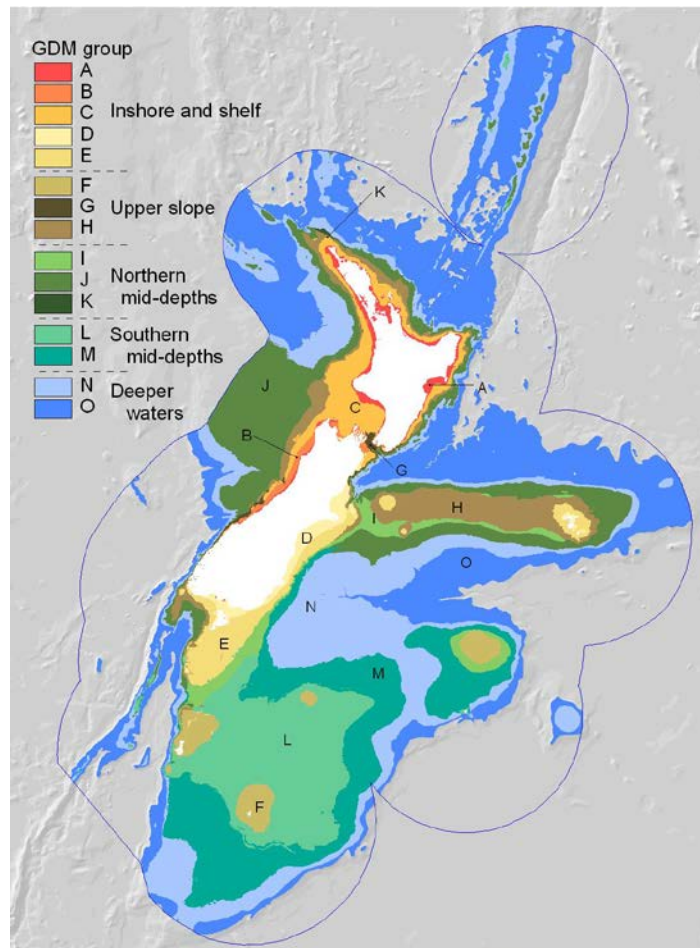 GDM group
A
B
C Inshore and shelf
D
E
F
G Upper slope
H
I
J Northern
K mid-depths
L Southern
M mid-depths
N Deeper
O waters
K
J
A
C
B
G
H
I
D
O
N
E
M
L
F